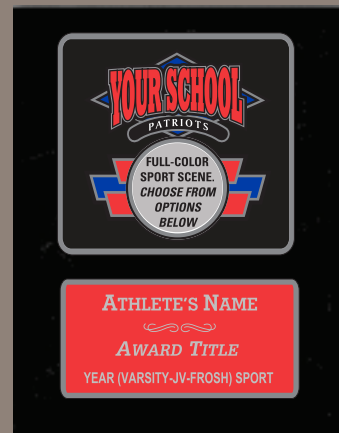 YOUR SCHOOL
PATRIOTS
FULL-COLOR
SPORT SCENE.
CHOOSE FROM
OPTIONS
BELOW
ATHLETE'S NAME
AWARD TITLE
YEAR (VARSITY-JV-FROSH) SPORT